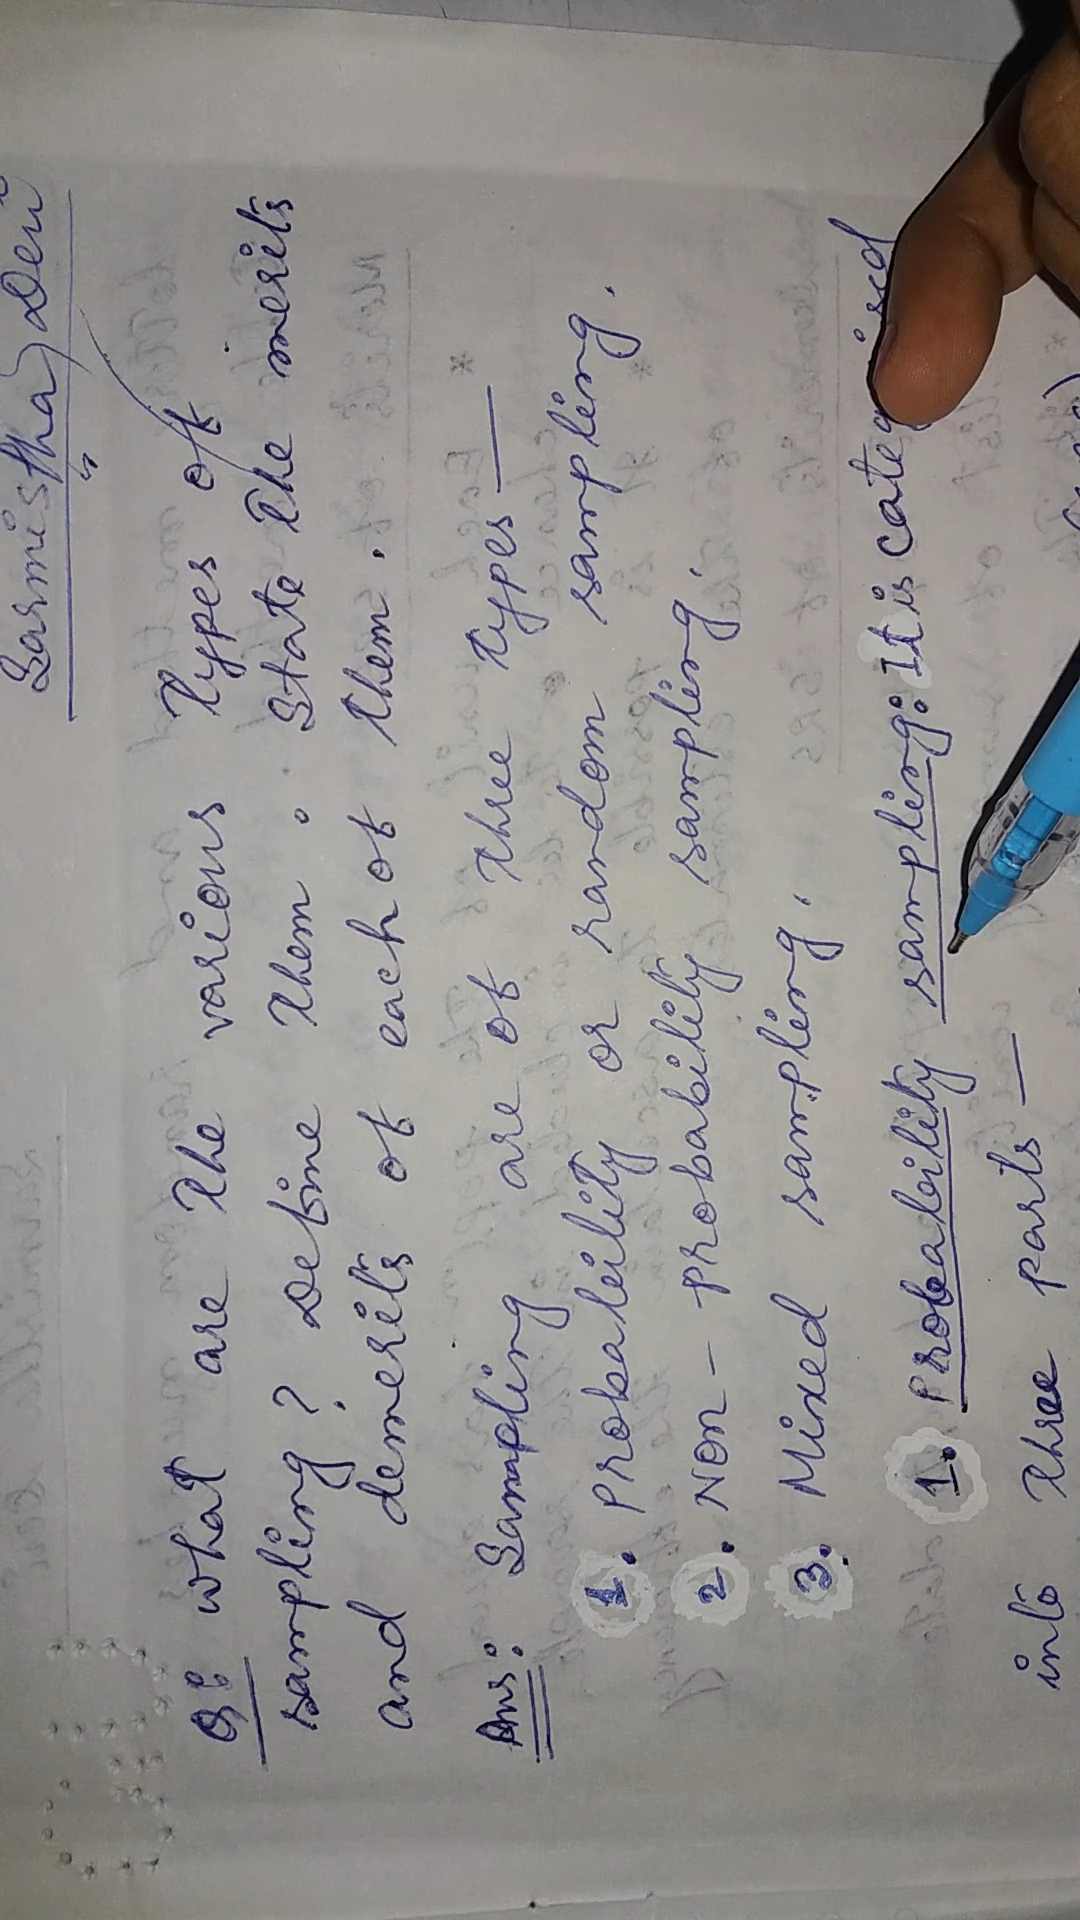 Sarmistha Devi
Q: What are the various types of
sampling? Define them. State the merits
and demerits of each of them.
Ans: Sampling are of three types —
1. Probability or random sampling.
2. Non-probability sampling.
3. Mixed sampling.
1. Probability sampling: It is categorised
into three parts —